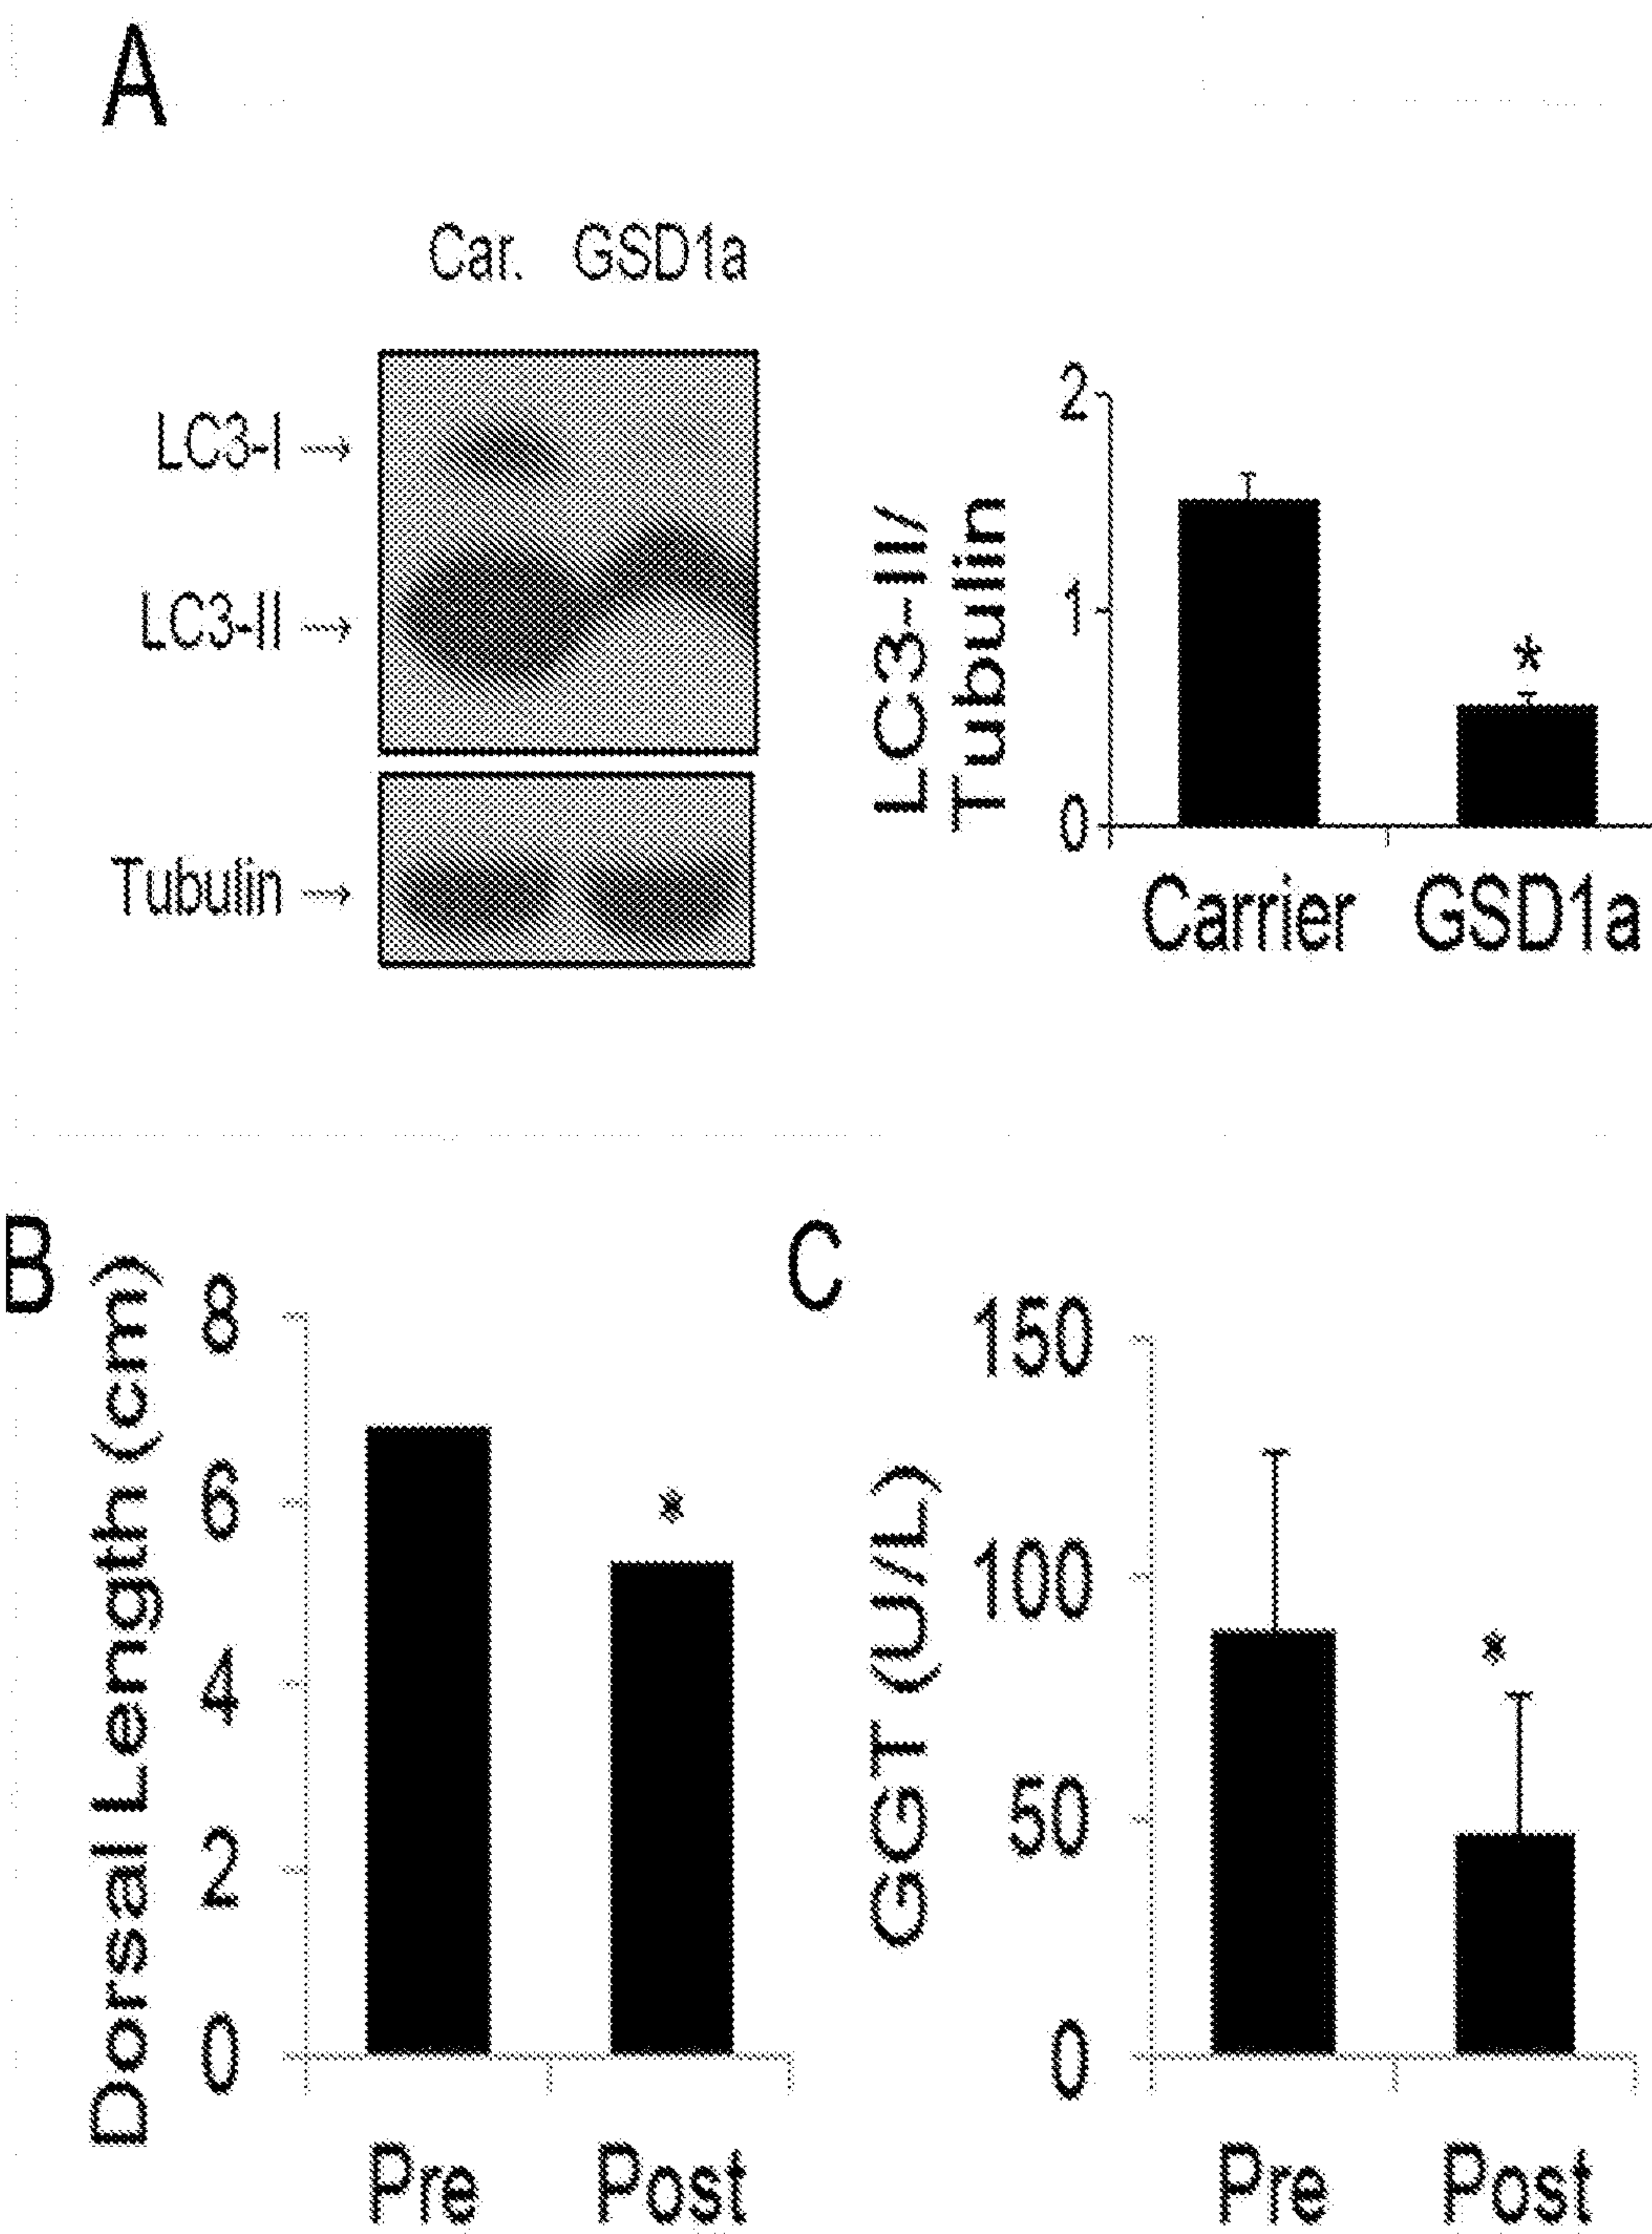 A
Car. GSD1a
LC3-I →
LC3-II →
Tubulin →
LC3-II/
Tubulin
2
1
0
*
Carrier GSD1a
B
Dorsal Length (cm)
8
6
4
2
0
*
Pre Post
C
GGT (U/L)
150
100
50
0
*
Pre Post